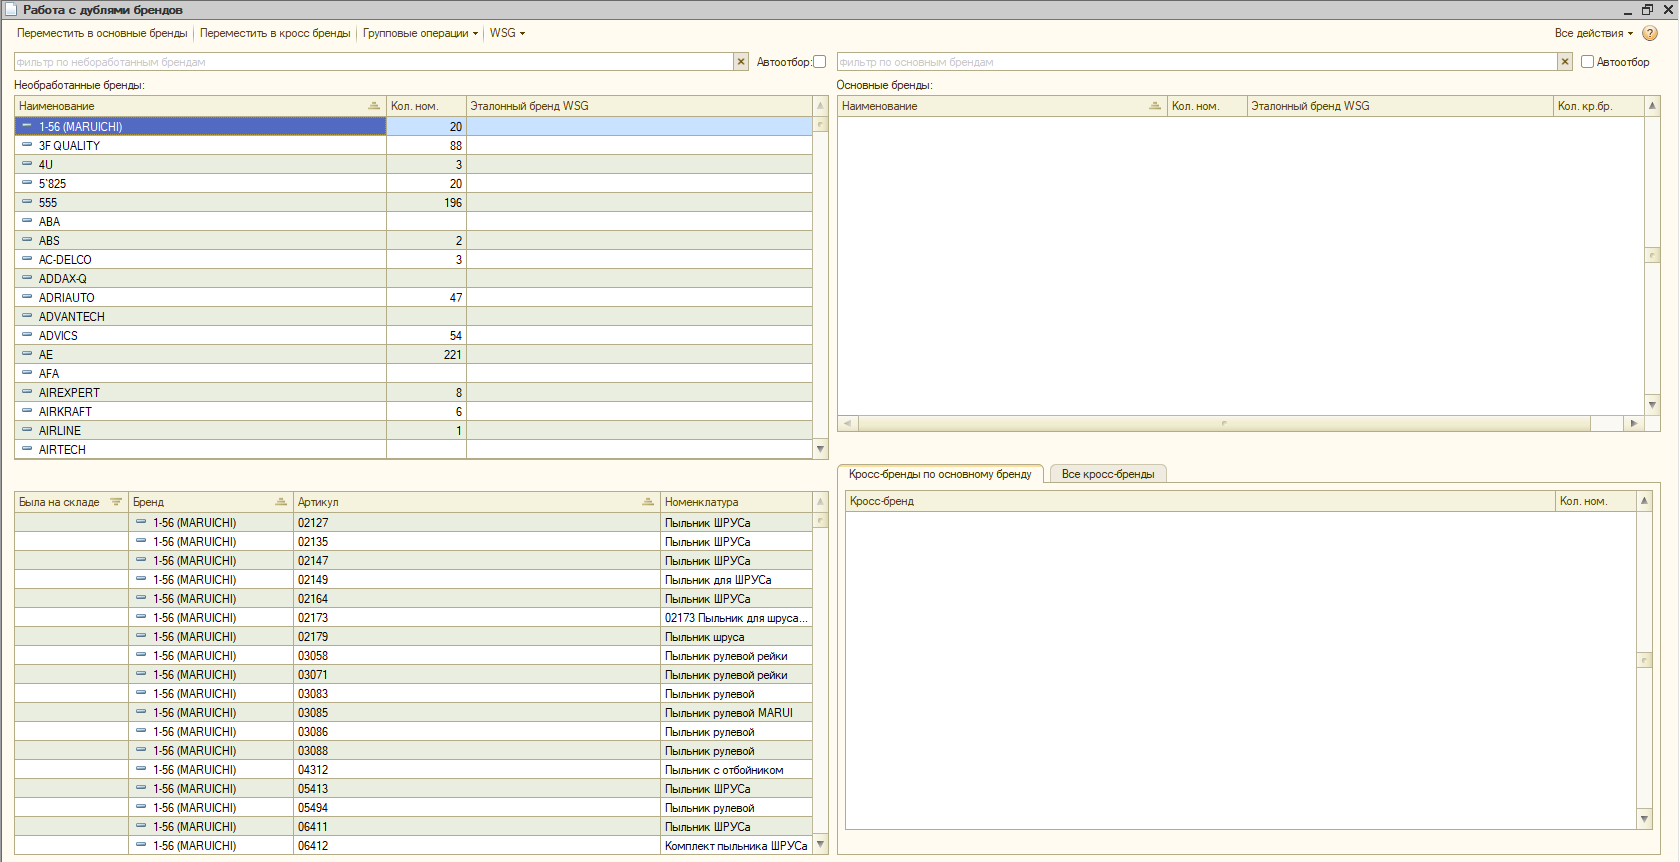 Работа с дублями брендов
Переместить в основные бренды Переместить в кросс бренды Групповые операции WSG Все действия ?
фильтр по необработанным брендам Автоотбор:
Необработанные бренды:
Наименование Кол. ном. Эталонный бренд WSG
1-56 (MARUICHI) 20
3F QUALITY 88
4U 3
5`825 20
555 196
ABA
ABS 2
AC-DELCO 3
ADDAX-Q
ADRIAUTO 47
ADVANTECH
ADVICS 54
AE 221
AFA
AIREXPERT 8
AIRKRAFT 6
AIRLINE 1
AIRTECH
фильтр по основным брендам Автоотбор
Основные бренды:
Наименование Кол. ном. Эталонный бренд WSG Кол. кр.бр.
Была на складе Бренд Артикул Номенклатура
1-56 (MARUICHI) 02127 Пыльник ШРУСа
1-56 (MARUICHI) 02135 Пыльник ШРУСа
1-56 (MARUICHI) 02147 Пыльник ШРУСа
1-56 (MARUICHI) 02149 Пыльник для ШРУСа
1-56 (MARUICHI) 02164 Пыльник ШРУСа
1-56 (MARUICHI) 02173 02173 Пыльник для шруса...
1-56 (MARUICHI) 02179 Пыльник шруса
1-56 (MARUICHI) 03058 Пыльник рулевой рейки
1-56 (MARUICHI) 03071 Пыльник рулевой рейки
1-56 (MARUICHI) 03083 Пыльник рулевой
1-56 (MARUICHI) 03085 Пыльник рулевой MARUI
1-56 (MARUICHI) 03086 Пыльник рулевой
1-56 (MARUICHI) 03088 Пыльник рулевой
1-56 (MARUICHI) 04312 Пыльник с отбойником
1-56 (MARUICHI) 05413 Пыльник ШРУСа
1-56 (MARUICHI) 05494 Пыльник рулевой
1-56 (MARUICHI) 06411 Пыльник ШРУСа
1-56 (MARUICHI) 06412 Комплект пыльника ШРУСа
Кросс-бренды по основному бренду Все кросс-бренды
Кросс-бренд Кол. ном.